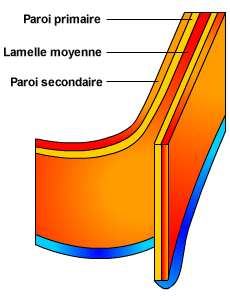 Paroi primaire
Lamelle moyenne
Paroi secondaire